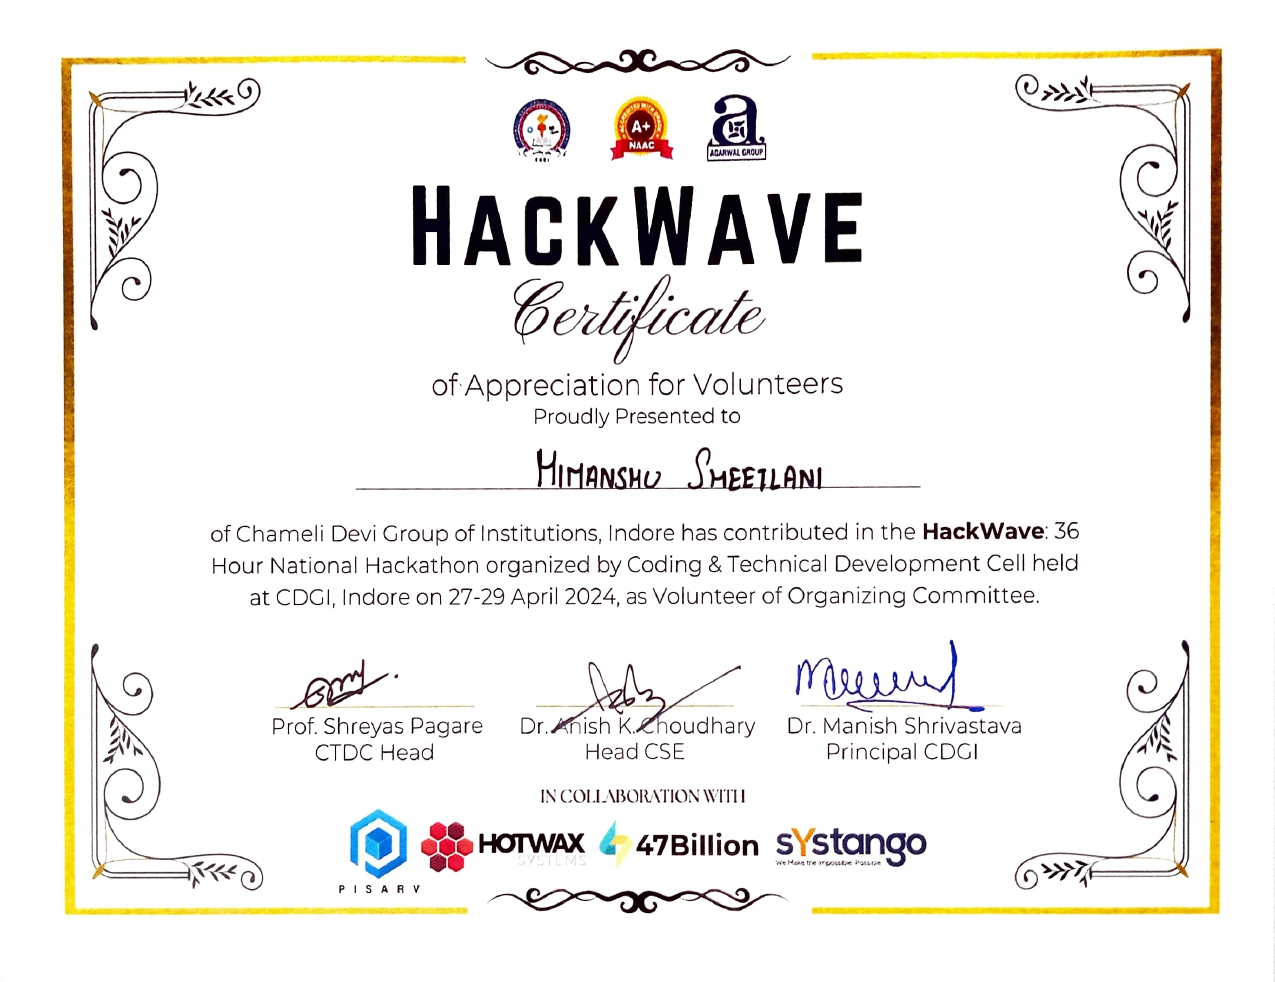 CDGI
ACCREDITED WITH GRADE
A+
NAAC
a
AGARWAL GROUP
HACKWAVE
Certificate
of Appreciation for Volunteers
Proudly Presented to
HIMANSHU SHEETLANI
of Chameli Devi Group of Institutions, Indore has contributed in the HackWave: 36
Hour National Hackathon organized by Coding & Technical Development Cell held
at CDGI, Indore on 27-29 April 2024, as Volunteer of Organizing Committee.
Prof. Shreyas Pagare Dr. Anish K. Choudhary Dr. Manish Shrivastava
CTDC Head Head CSE Principal CDGI
IN COLLABORATION WITH
PISARV
HOTWAX
SYSTEMS
47Billion
sYstango
We Make the Impossible Possible